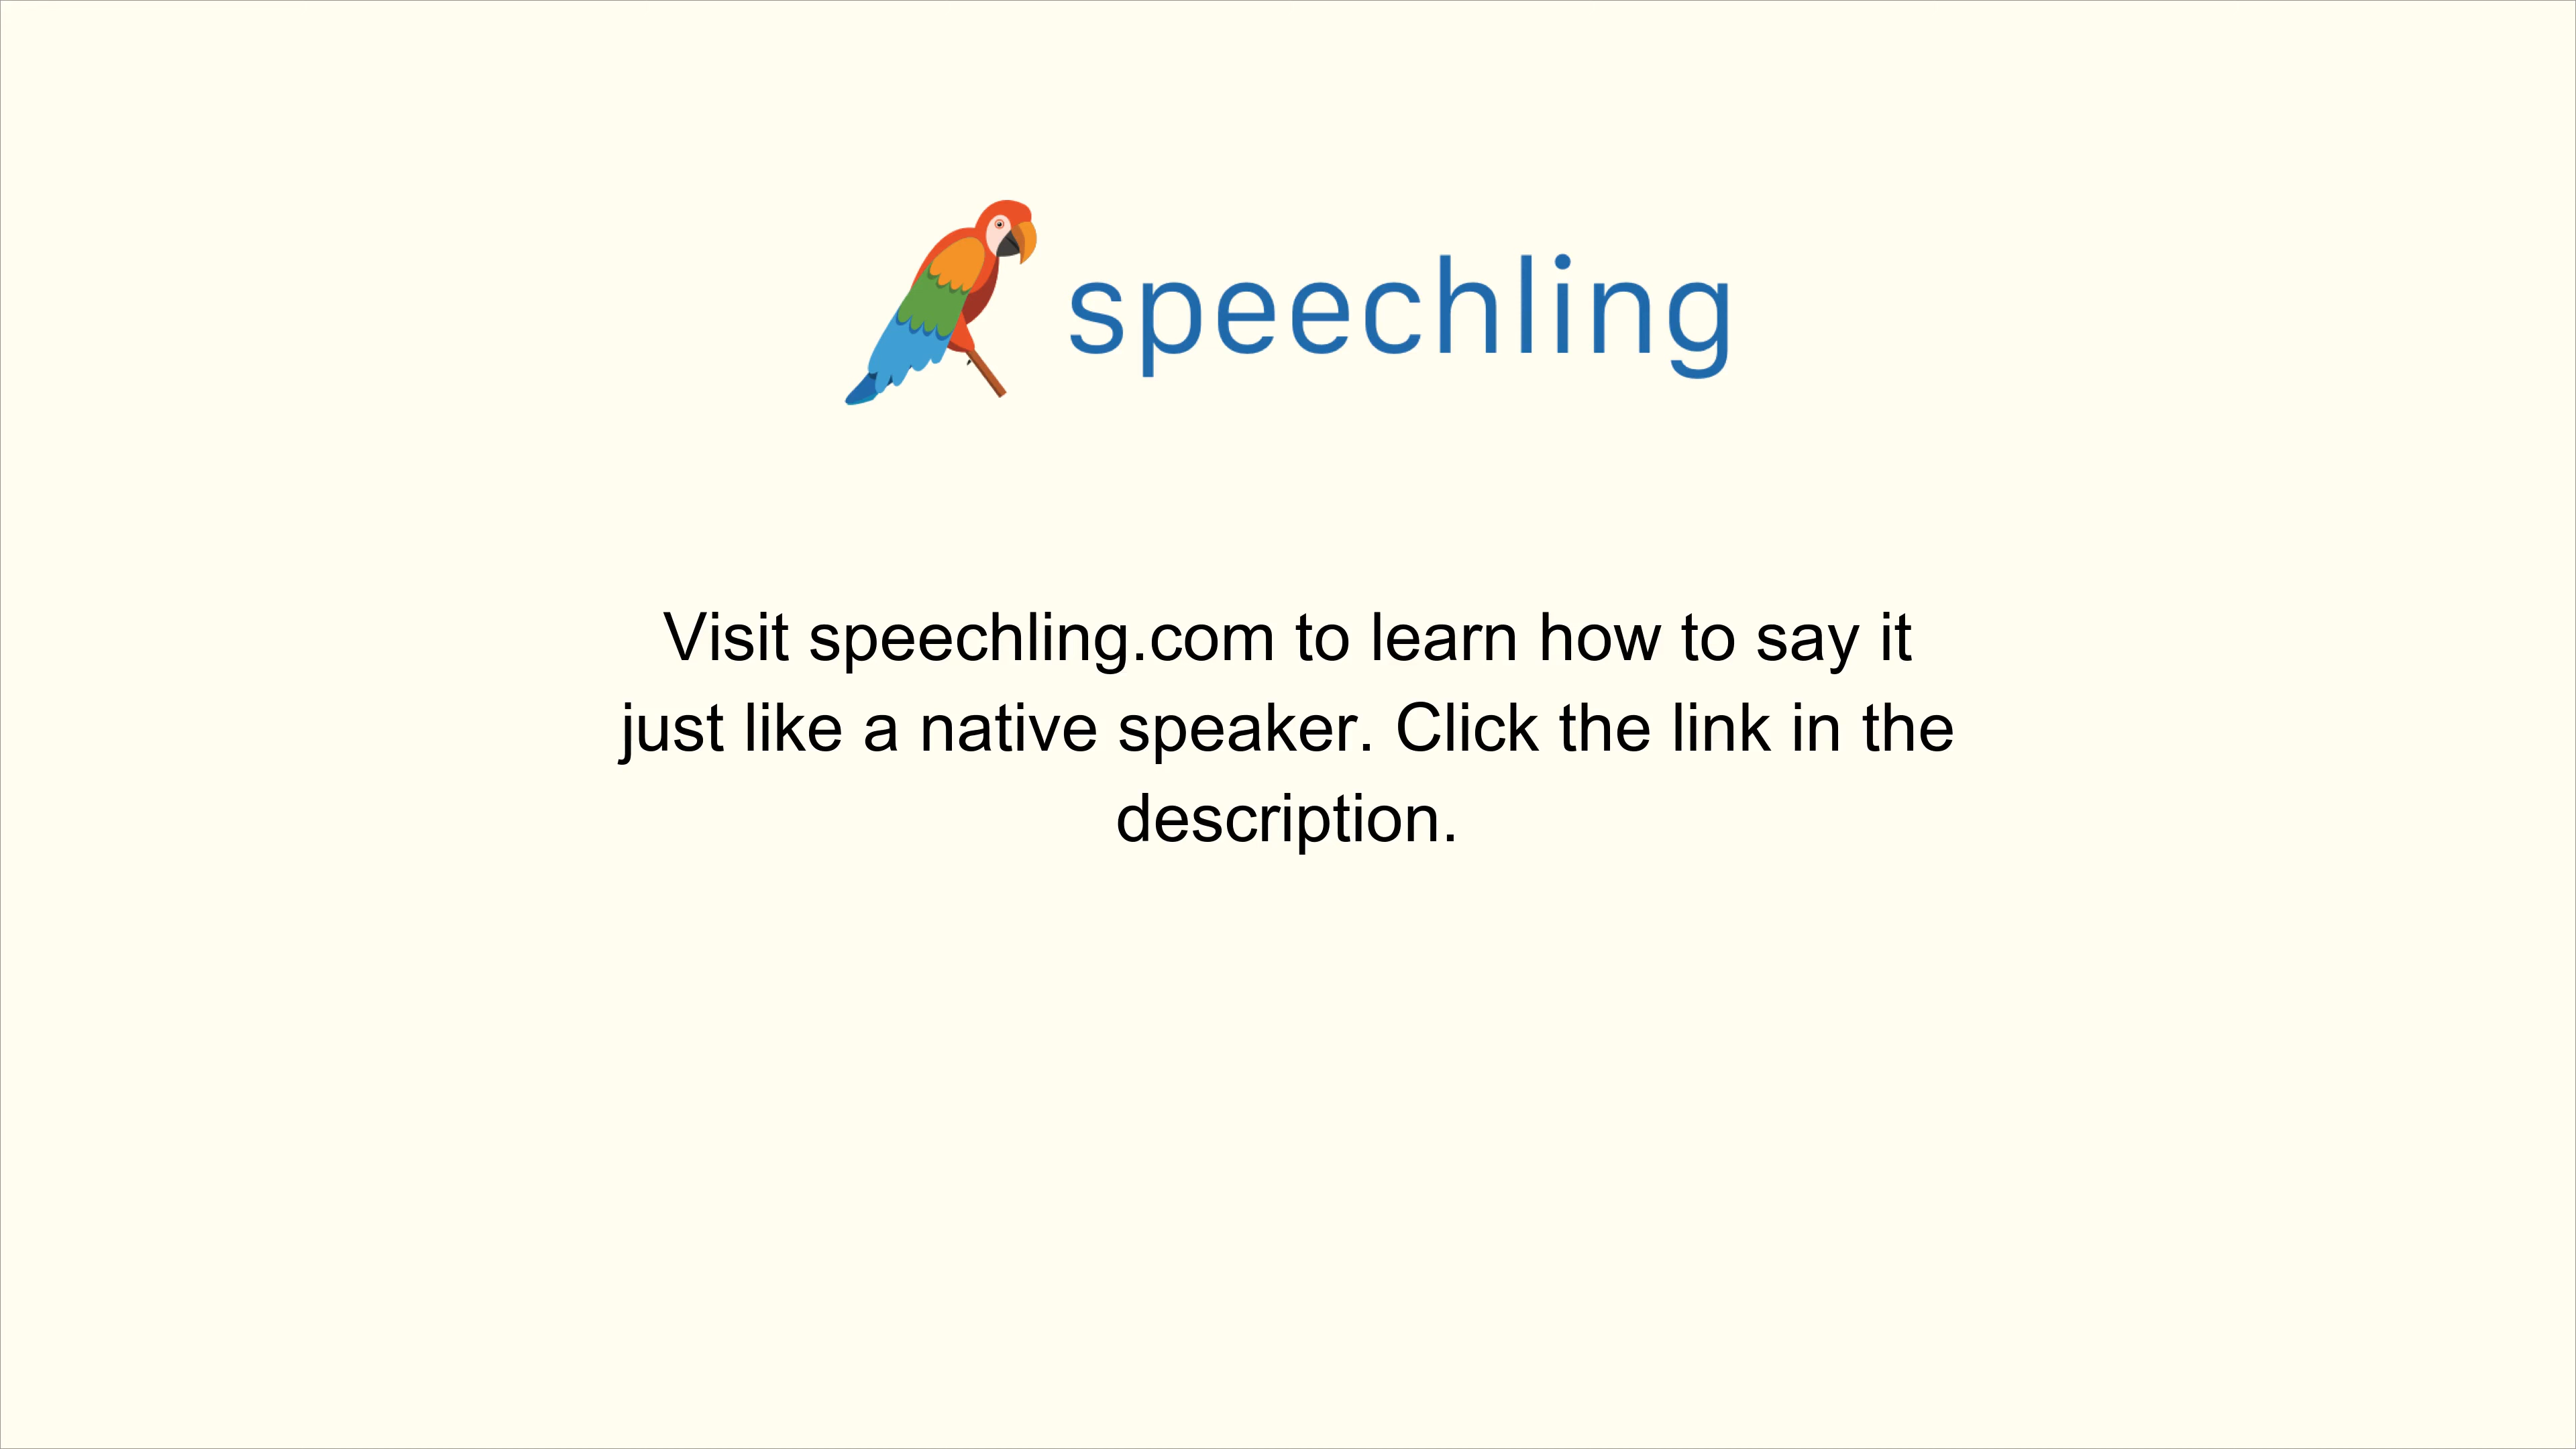 speechling
Visit speechling.com to learn how to say it
just like a native speaker. Click the link in the
description.